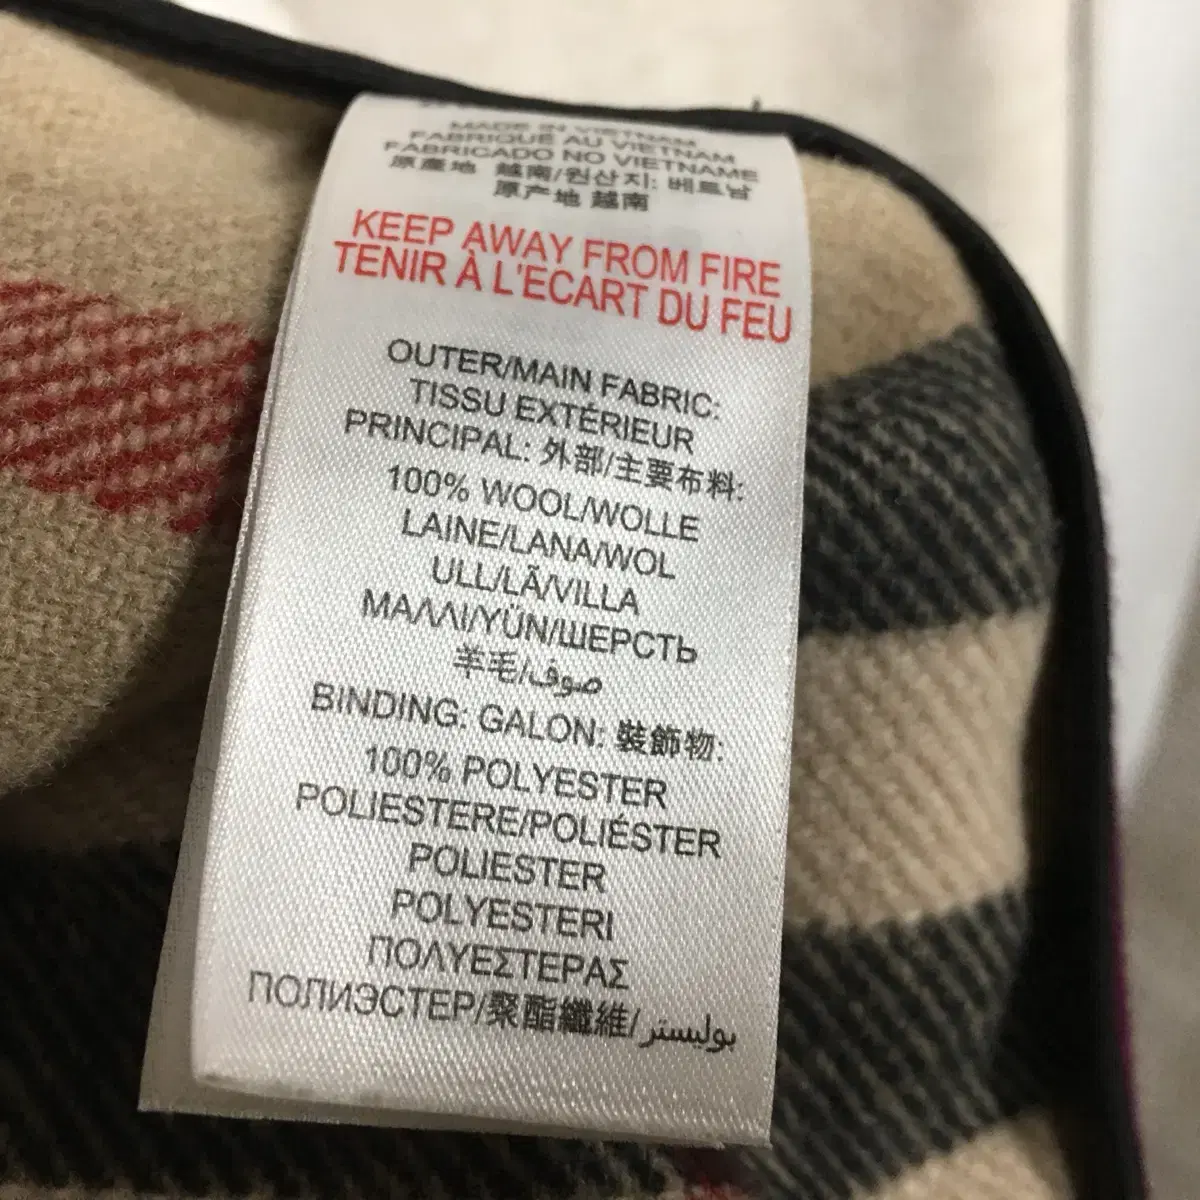 MADE IN VIETNAM
FABRIQUÉ AU VIETNAM
FABRICADO NO VIETNAME
原產地 越南/원산지: 베트남
原产地 越南
KEEP AWAY FROM FIRE
TENIR À L'ECART DU FEU
OUTER/MAIN FABRIC:
TISSU EXTÉRIEUR
PRINCIPAL: 外部/主要布料:
100% WOOL/WOLLE
LAINE/LANA/WOL
ULL/LÃ/VILLA
ΜΑΛΛΙ/YÜN/ШЕРСТЬ
羊毛/صوف
BINDING: GALON: 裝飾物:
100% POLYESTER
POLIESTERE/POLIÉSTER
POLIESTER
POLYESTERI
ΠΟΛΥΕΣΤΕΡΑΣ
ПОЛИЭСТЕР/聚酯纖維/بوليستر